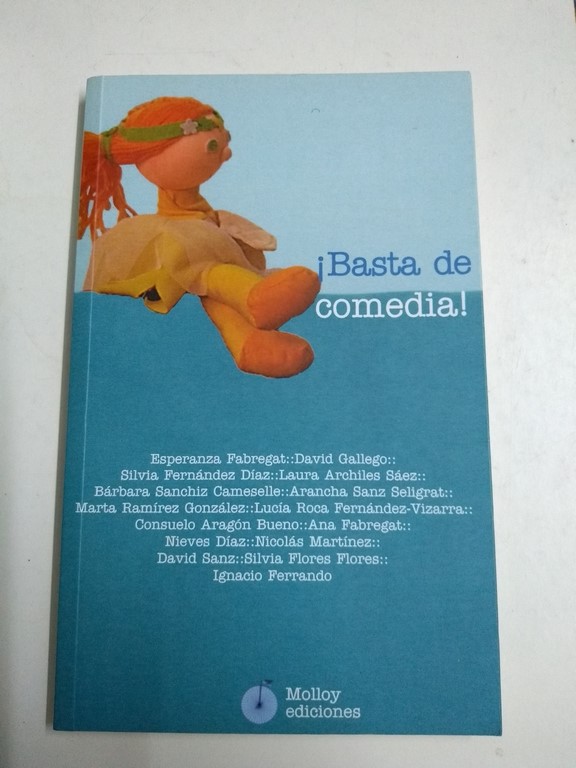 ¡Basta de
comedia!
Esperanza Fabregat::David Gallego::
Silvia Fernández Díaz::Laura Archiles Sáez::
Bárbara Sanchiz Cameselle::Arancha Sanz Seligrat::
Marta Ramírez González::Lucía Roca Fernández-Vizarra::
Consuelo Aragón Bueno::Ana Fabregat::
Nieves Díaz::Nicolás Martínez::
David Sanz::Silvia Flores Flores::
Ignacio Ferrando
Molloy
ediciones